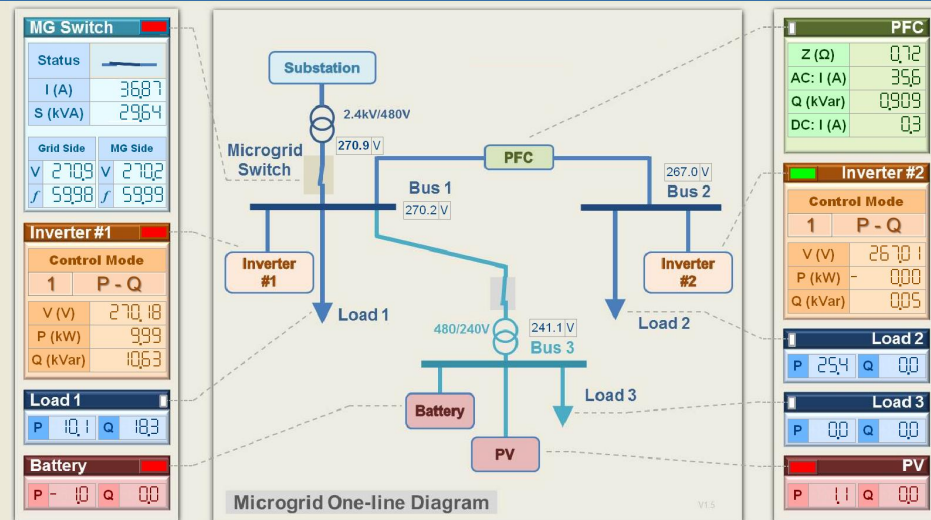 MG Switch
Status
I (A) 36.87
S (kVA) 29.64
Grid Side MG Side
V 270.9 V 270.2
f 59.98 f 59.99
Inverter #1
Control Mode
1 P - Q
V (V) 270.18
P (kW) 9.99
Q (kVar) 10.63
Load 1
P 10.1 Q 18.3
Battery
P - 1.0 Q 0.0
Substation
2.4kV/480V
270.9 V
Microgrid
Switch
Bus 1
270.2 V
PFC
267.0 V
Bus 2
Inverter
#1
Load 1
Inverter
#2
Load 2
480/240V
241.1 V
Bus 3
Battery
Load 3
PV
Microgrid One-line Diagram
V1.5
PFC
Z (Ω) 0.72
AC: I (A) 35.6
Q (kVar) 0.909
DC: I (A) 0.3
Inverter #2
Control Mode
1 P - Q
V (V) 267.01
P (kW) - 0.00
Q (kVar) 0.05
Load 2
P 25.4 Q 0.0
Load 3
P 0.0 Q 0.0
PV
P 1.1 Q 0.0